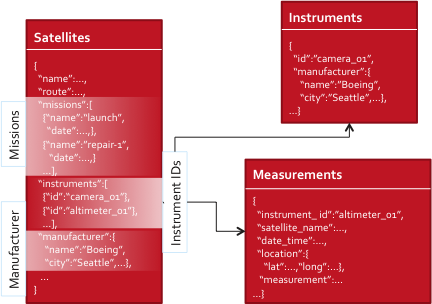 Satellites
{
"name":...,
"route":...,
"missions":[
{"name":"launch",
"date":...,},
{"name":"repair-1",
"date":...,}
...],
"instruments":[
{"id":"camera_01"},
{"id":"altimeter_01"},
...],
"manufacturer":{
"name":"Boeing",
"city":"Seattle",...},
...
}
Missions
Manufacturer
Instrument IDs
Instruments
{
"id":"camera_01",
"manufacturer":{
"name":"Boeing",
"city":"Seattle",...},
...}
Measurements
{
"instrument_id":"altimeter_01",
"satellite_name":...,
"date_time":...,
"location":{
"lat":...,"long":...},
"measurement":...
...}